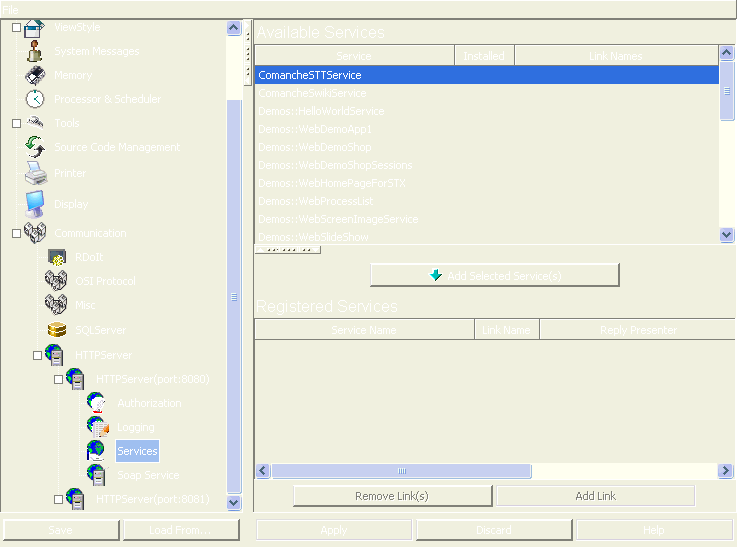 File
ViewStyle
System Messages
Memory
Processor & Scheduler
Tools
Source Code Management
Printer
Display
Communication
RDoIt
OSI Protocol
Misc
SQLServer
HTTPServer
HTTPServer(port:8080)
Authorization
Logging
Services
Soap Service
HTTPServer(port:8081)
Save Load From...
Available Services
Service Installed Link Names
ComancheSTTService
ComancheSwikiService
Demos::HelloWorldService
Demos::WebDemoApp1
Demos::WebDemoShop
Demos::WebDemoShopSessions
Demos::WebHomePageForSTX
Demos::WebProcessList
Demos::WebScreenImageService
Demos::WebSlideShow
Add Selected Service(s)
Registered Services
Service Name Link Name Reply Presenter
Remove Link(s) Add Link
Apply Discard Help